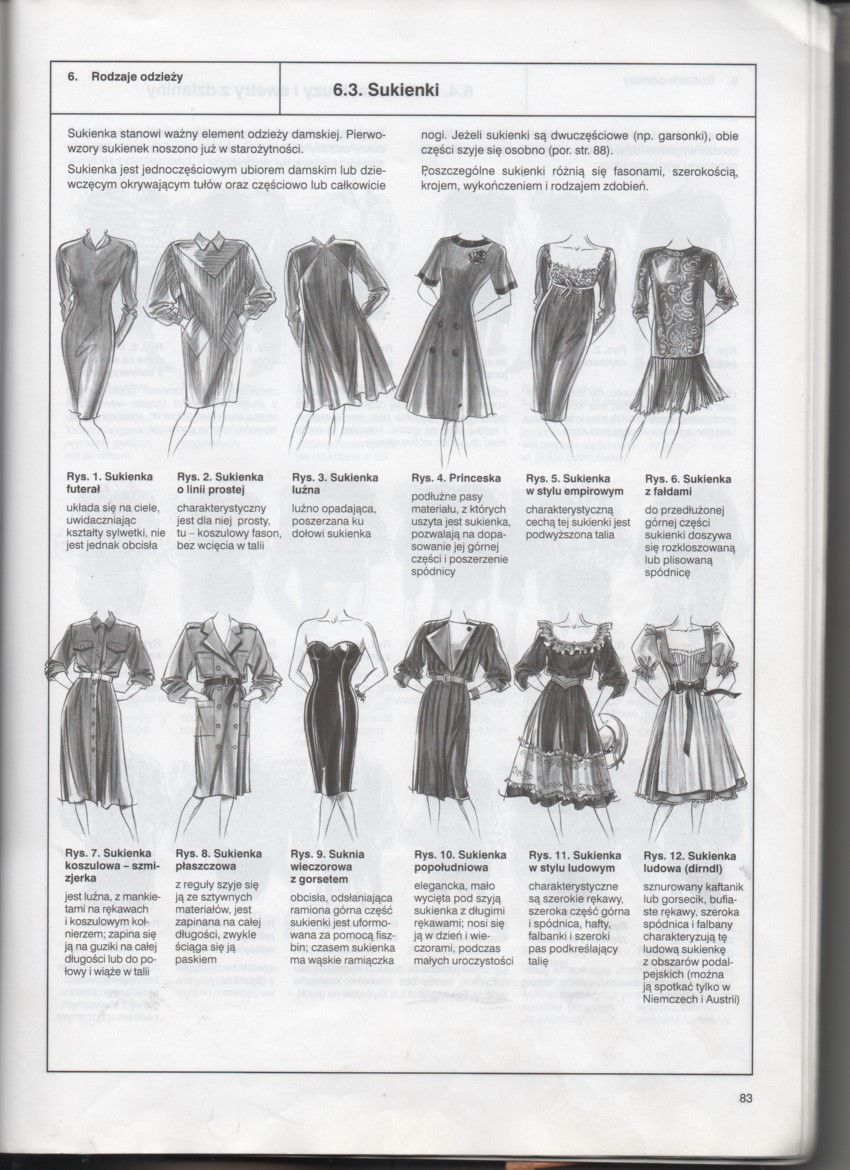 6. Rodzaje odzieży
6.3. Sukienki
Sukienka stanowi ważny element odzieży damskiej. Pierwo-
wzory sukienek noszono już w starożytności.
Sukienka jest jednoczęściowym ubiorem damskim lub dzie-
wczęcym okrywającym tułów oraz częściowo lub całkowicie
nogi. Jeżeli sukienki są dwuczęściowe (np. garsonki), obie
części szyje się osobno (por. str. 88).
Poszczególne sukienki różnią się fasonami, szerokością,
krojem, wykończeniem i rodzajem zdobień.
Rys. 1. Sukienka
futerał
układa się na ciele,
uwidaczniając
kształty sylwetki, nie
jest jednak obcisła
Rys. 2. Sukienka
o linii prostej
charakterystyczny
jest dla niej prosty,
tu – koszulowy fason,
bez wcięcia w talii
Rys. 3. Sukienka
luźna
luźno opadająca,
poszerzana ku
dołowi sukienka
Rys. 4. Princeska
podłużne pasy
materiału, z których
uszyta jest sukienka,
pozwalają na dopa-
sowanie jej górnej
części i poszerzenie
spódnicy
Rys. 5. Sukienka
w stylu empirowym
charakterystyczną
cechą tej sukienki jest
podwyższona talia
Rys. 6. Sukienka
z fałdami
do przedłużonej
górnej części
sukienki doszywa
się rozkloszowaną
lub plisowaną
spódnicę
Rys. 7. Sukienka
koszulowa – szmi-
zjerka
jest luźna, z mankie-
tami na rękawach
i koszulowym koł-
nierzem; zapina się
ją na guziki na całej
długości lub do po-
łowy i wiąże w talii
Rys. 8. Sukienka
płaszczowa
z reguły szyje się
ją ze sztywnych
materiałów, jest
zapinana na całej
długości, zwykle
ściąga się ją
paskiem
Rys. 9. Suknia
wieczorowa
z gorsetem
obcisła, odsłaniająca
ramiona górna część
sukienki jest uformo-
wana za pomocą fisz-
bin; czasem sukienka
ma wąskie ramiączka
Rys. 10. Sukienka
popołudniowa
elegancka, mało
wycięta pod szyją
sukienka z długimi
rękawami; nosi się
ją w dzień i wie-
czorami, podczas
małych uroczystości
Rys. 11. Sukienka
w stylu ludowym
charakterystyczne
są szerokie rękawy,
szeroka część górna
i spódnica, hafty,
falbanki i szeroki
pas podkreślający
talię
Rys. 12. Sukienka
ludowa (dirndl)
sznurowany kaftanik
lub gorsecik, bufia-
ste rękawy, szeroka
spódnica i falbany
charakteryzują tę
ludową sukienkę
z obszarów podal-
pejskich (można
ją spotkać tylko w
Niemczech i Austrii)
83